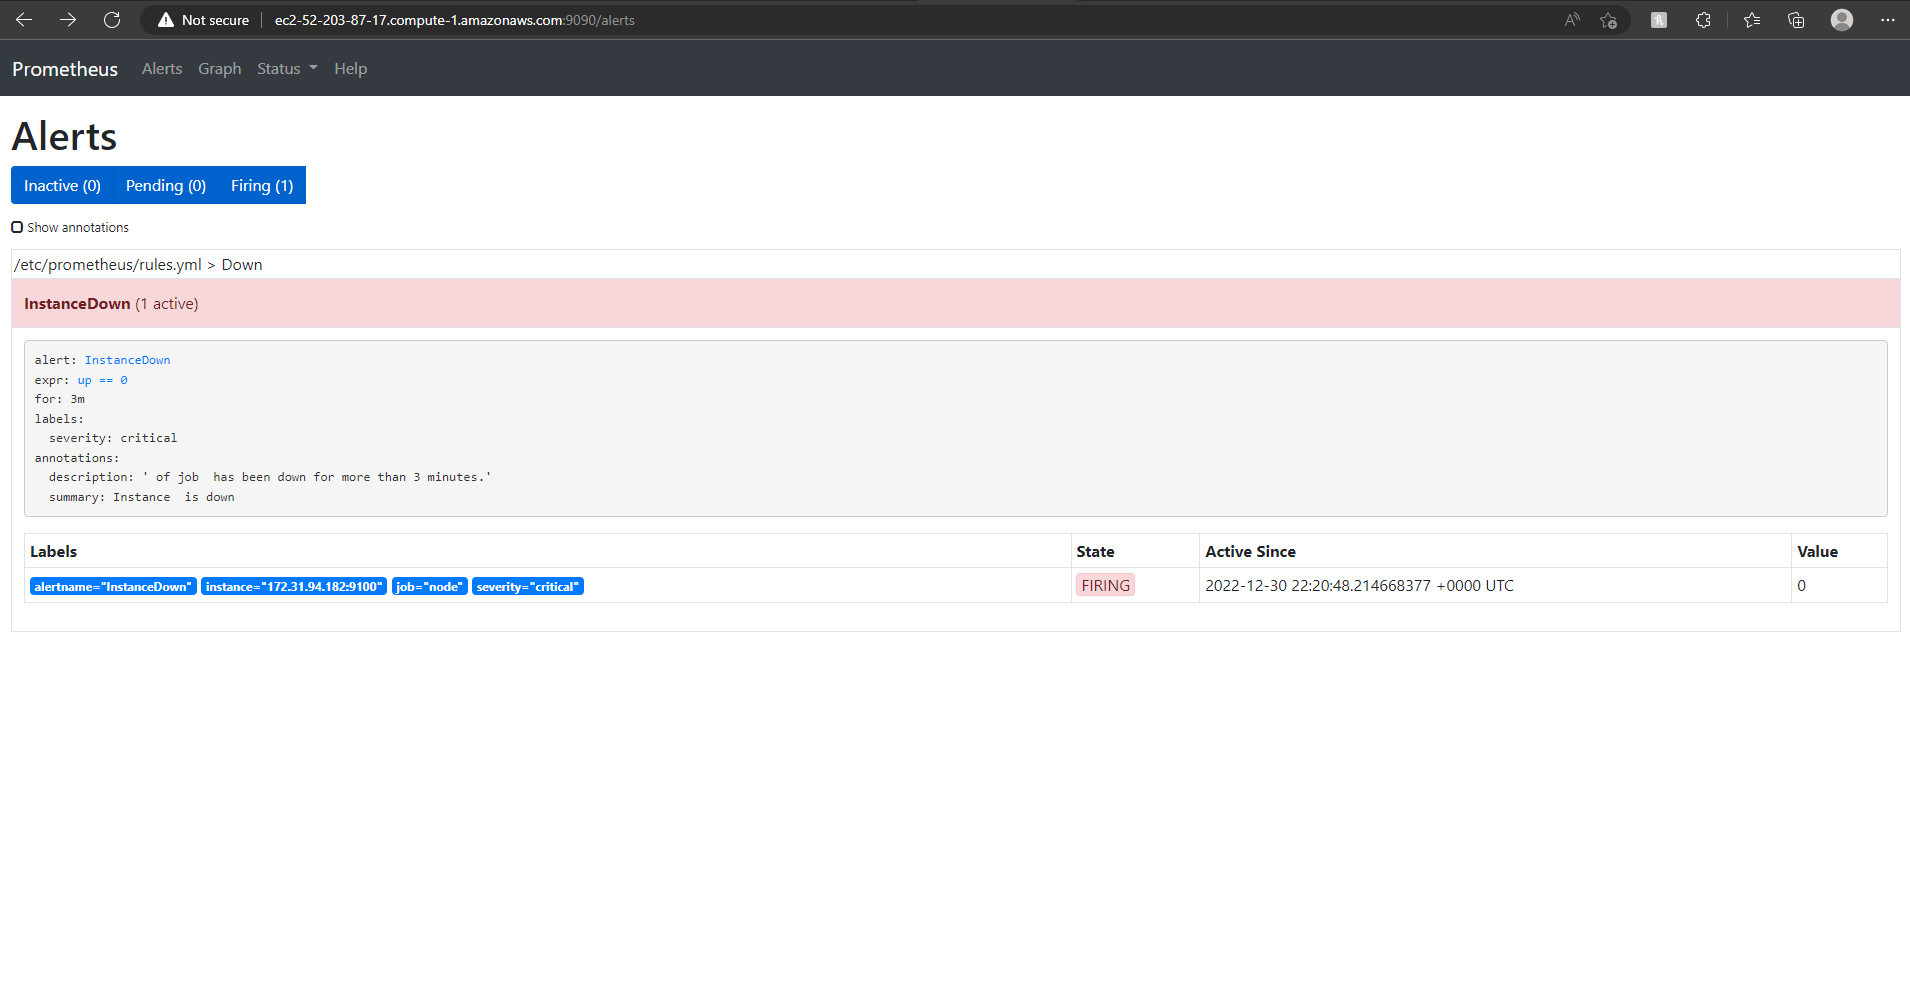 Not secure ec2-52-203-87-17.compute-1.amazonaws.com:9090/alerts
Prometheus Alerts Graph Status Help
Alerts
Inactive (0) Pending (0) Firing (1)
Show annotations
/etc/prometheus/rules.yml > Down
InstanceDown (1 active)
alert: InstanceDown
expr: up == 0
for: 3m
labels:
  severity: critical
annotations:
  description: ' of job  has been down for more than 3 minutes.'
  summary: Instance  is down
Labels State Active Since Value
alertname="InstanceDown" instance="172.31.94.182:9100" job="node" severity="critical" FIRING 2022-12-30 22:20:48.214668377 +0000 UTC 0